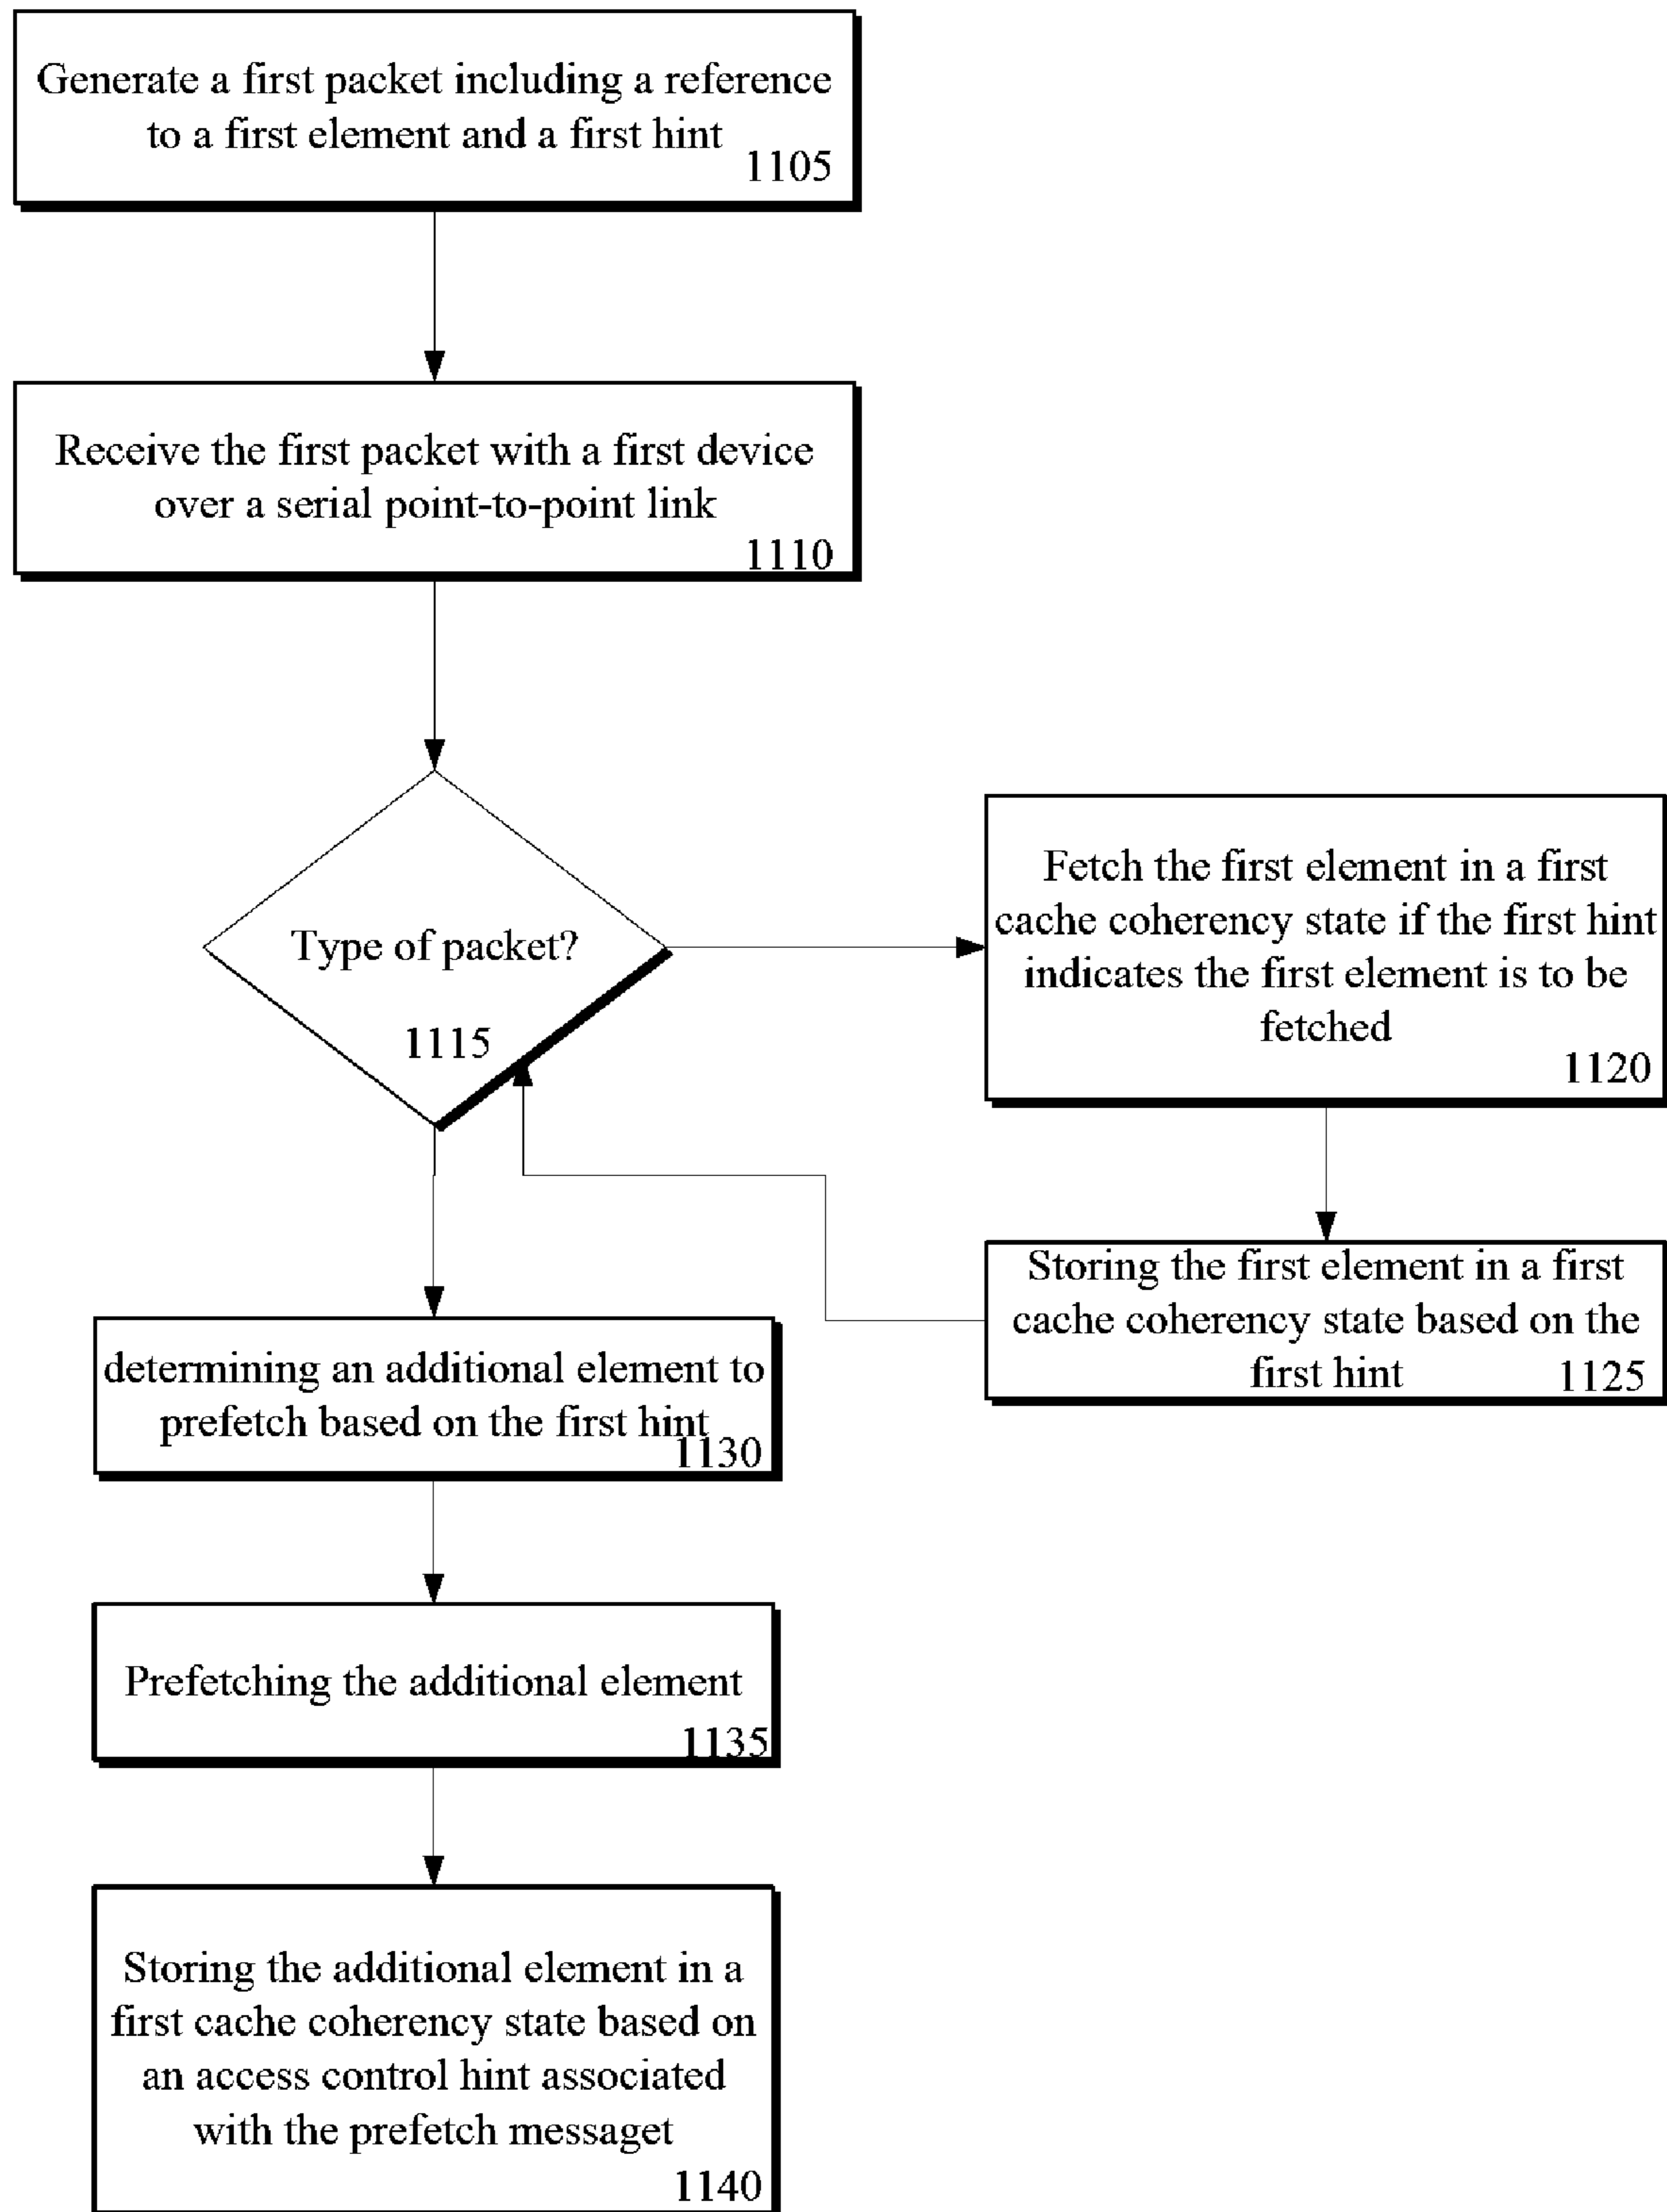 Generate a first packet including a reference
to a first element and a first hint
1105
Receive the first packet with a first device
over a serial point-to-point link
1110
Type of packet?
1115
Fetch the first element in a first
cache coherency state if the first hint
indicates the first element is to be
fetched
1120
Storing the first element in a first
cache coherency state based on the
first hint
1125
determining an additional element to
prefetch based on the first hint
1130
Prefetching the additional element
1135
Storing the additional element in a
first cache coherency state based on
an access control hint associated
with the prefetch messaget
1140